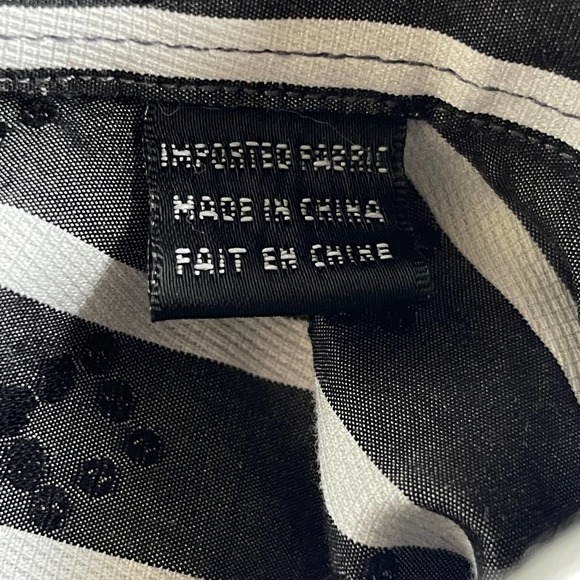 IMPORTED FABRIC
MADE IN CHINA
FAIT EN CHINE